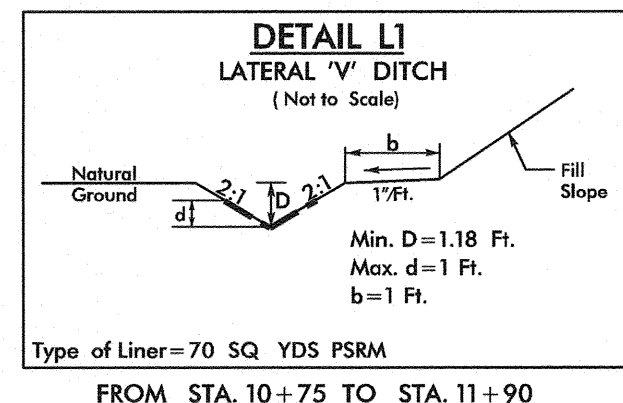 DETAIL L1
LATERAL 'V' DITCH
( Not to Scale)
b
Natural
Ground
2:1
D
2:1
1"/Ft.
Fill
Slope
d
Min. D=1.18 Ft.
Max. d=1 Ft.
b=1 Ft.
Type of Liner=70 SQ YDS PSRM
FROM STA. 10+75 TO STA. 11+90